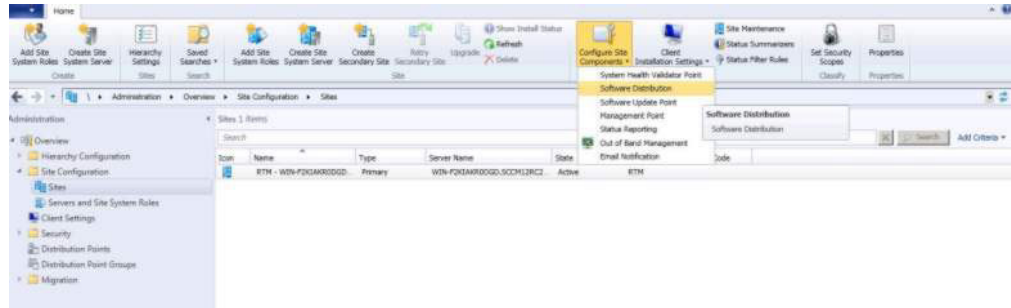 Home
Add Site System Roles
Create Site System Server
Hierarchy Settings
Saved Searches
Add Site System Roles
Create Site System Server
Create Secondary Site
Retry Secondary Site
Upgrade
Show Install Status
Refresh
Delete
Configure Site Components
Client Installation Settings
Site Maintenance
Status Summarizers
Status Filter Rules
Set Security Scopes
Properties
Create
Sites
Search
Site
Classify
Properties
System Health Validator Point
Software Distribution
Software Update Point
Management Point
Status Reporting
Out of Band Management
Email Notification
Software Distribution
Software Distribution
\ Administration Overview Site Configuration Sites
Administration
Overview
Hierarchy Configuration
Site Configuration
Sites
Servers and Site System Roles
Client Settings
Security
Distribution Points
Distribution Point Groups
Migration
Sites 1 items
Search
Search
Add Criteria
Icon Name Type Server Name State Code
RTM - WIN-F2KIAKR0DGD... Primary WIN-F2KIAKR0DGD.SCCM12RC2... Active RTM